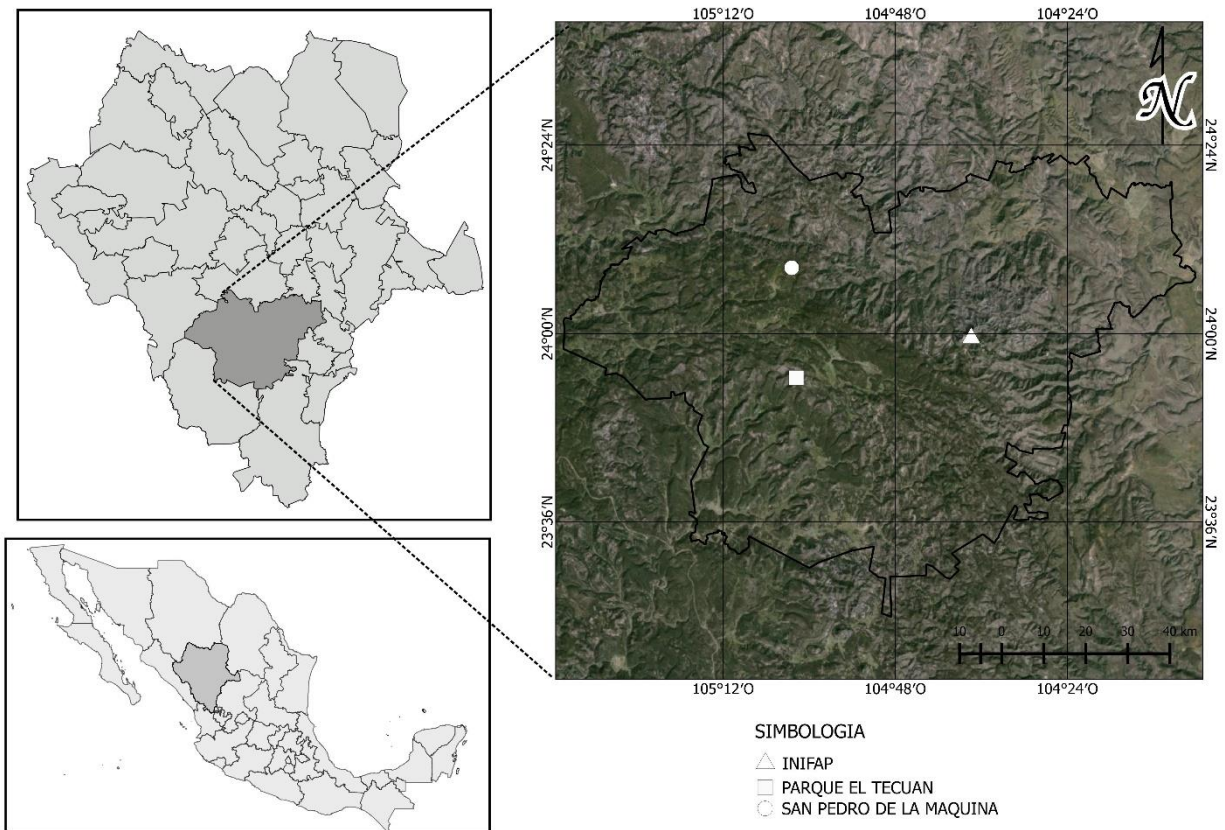 105°12'O 104°48'O 104°24'O
N
24°24'N 24°24'N
24°00'N 24°00'N
23°36'N 23°36'N
10 0 10 20 30 40 km
105°12'O 104°48'O 104°24'O
SIMBOLOGIA
INIFAP
PARQUE EL TECUAN
SAN PEDRO DE LA MAQUINA